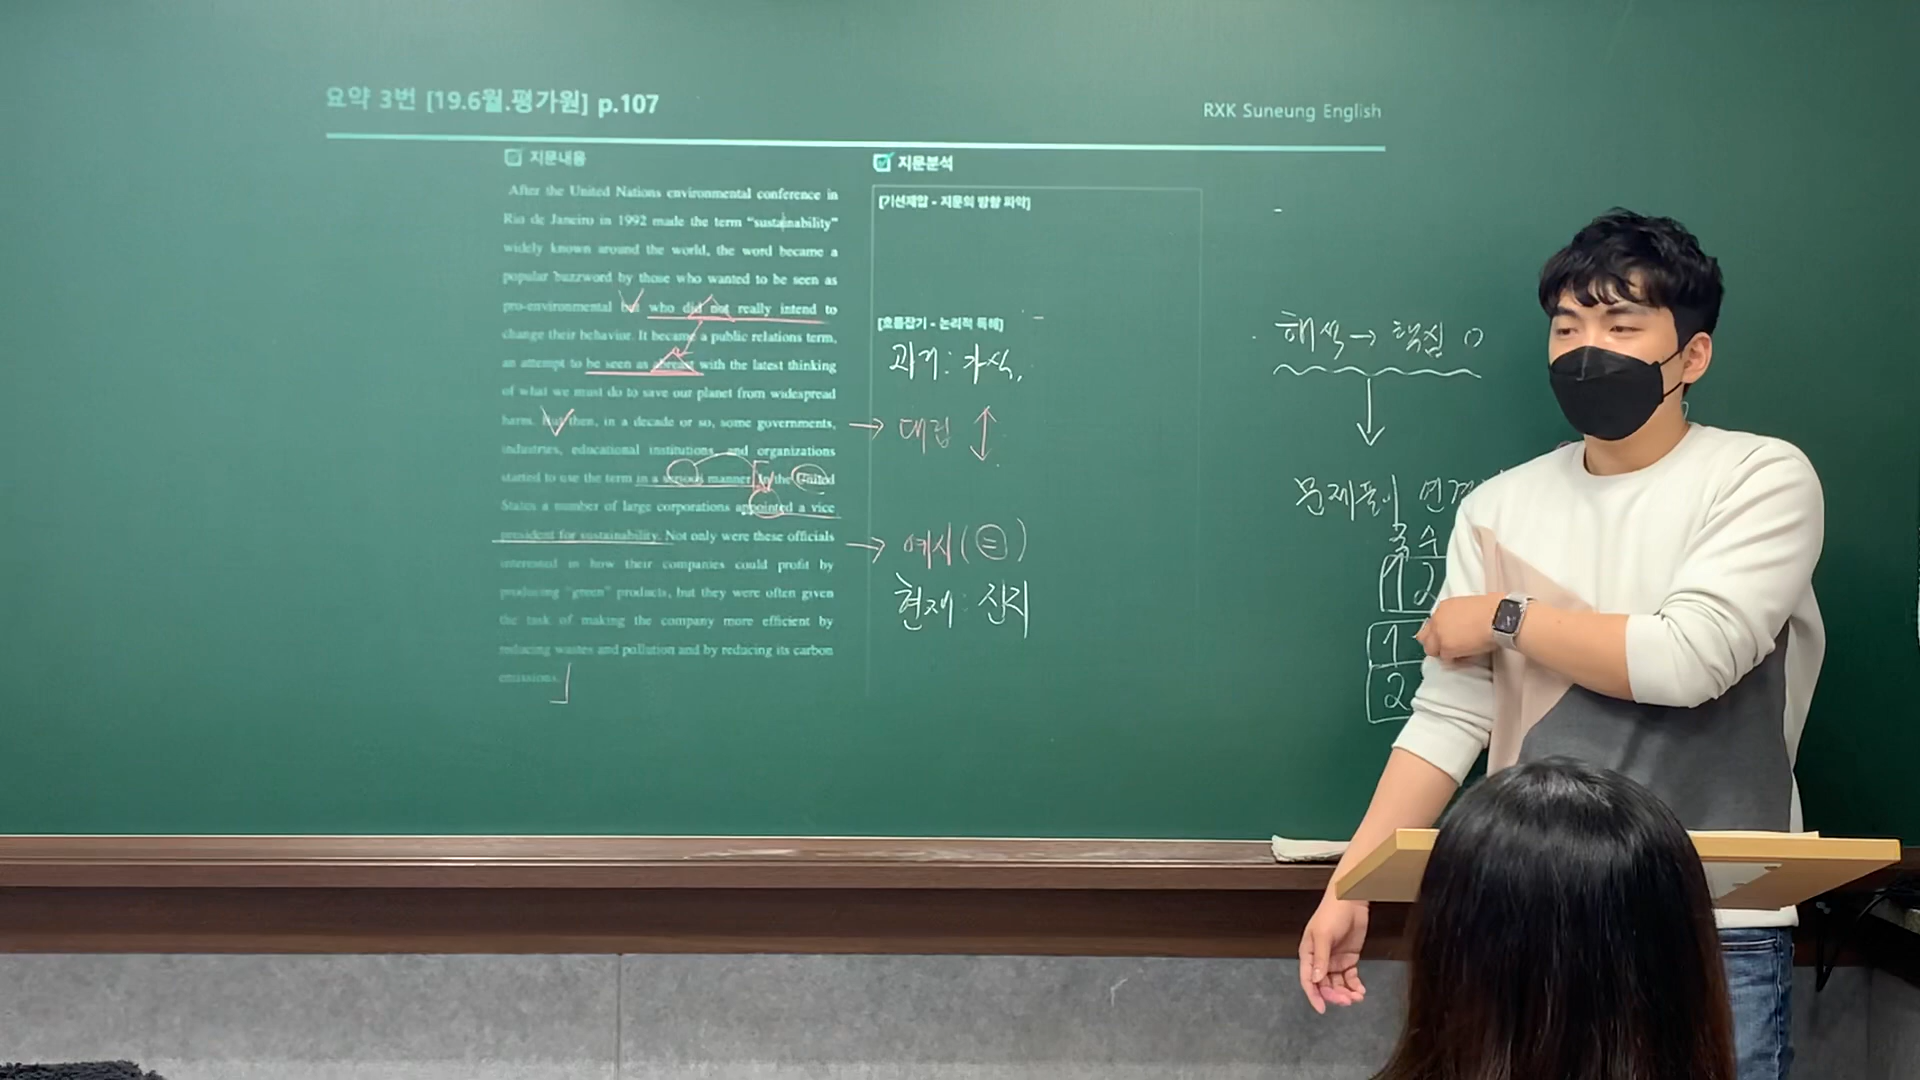 요약 3번 [19.6월.평가원] p.107
RXK Suneung English
지문내용
After the United Nations environmental conference in
Rio de Janeiro in 1992 made the term “sustainability”
widely known around the world, the word became a
popular buzzword by those who wanted to be seen as
pro-environmental but who did not really intend to
change their behavior. It became a public relations term,
an attempt to be seen as abreast with the latest thinking
of what we must do to save our planet from widespread
harm. But then, in a decade or so, some governments,
industries, educational institutions, and organizations
started to use the term in a serious manner. In the United
States a number of large corporations appointed a vice
president for sustainability. Not only were these officials
interested in how their companies could profit by
producing “green” products, but they were often given
the task of making the company more efficient by
reducing wastes and pollution and by reducing its carbon
emissions.
지문분석
[기선제압 - 지문의 방향 파악]
[흐름잡기 - 논리적 독해]
과거: 가식,
→ 대립 ↕
→ 예시 (=)
현재: 진지
해석 → 핵심 O
↓
문제풀이 연결
1 2
1
2